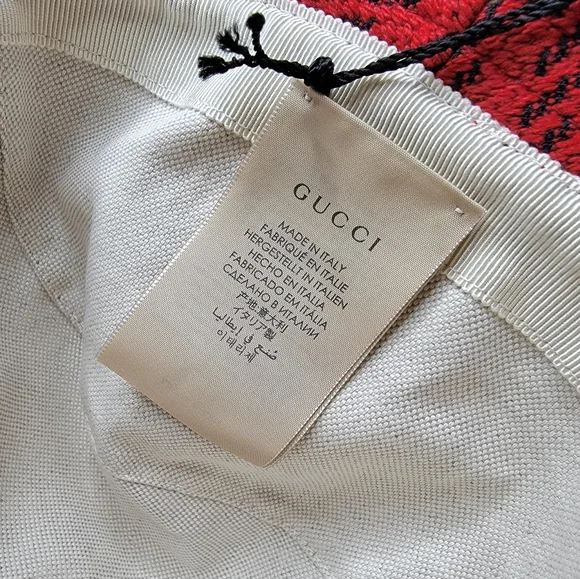 GUCCI
MADE IN ITALY
FABRIQUÉ EN ITALIE
HERGESTELLT IN ITALIEN
HECHO EN ITALIA
FABRICADO EM ITÁLIA
СДЕЛАНО В ИТАЛИИ
产地:意大利
イタリア製
صُنع في إيطاليا
이태리제